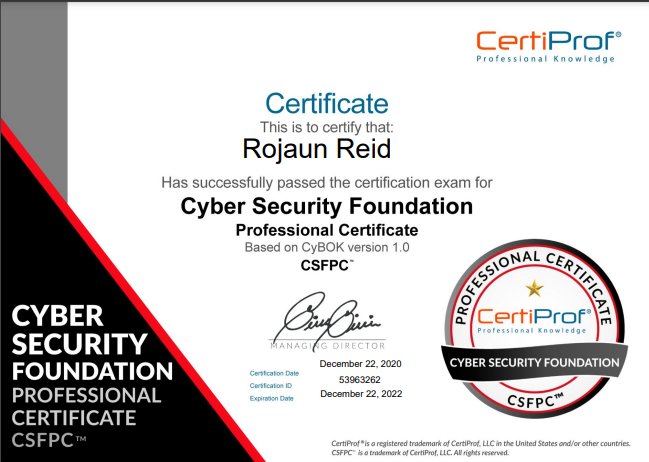 CertiProf®
Professional Knowledge
Certificate
This is to certify that:
Rojaun Reid
Has successfully passed the certification exam for
Cyber Security Foundation
Professional Certificate
Based on CyBOK version 1.0
CSFPC™
MANAGING DIRECTOR
Certification Date December 22, 2020
Certification ID 53963262
Expiration Date December 22, 2022
CYBER
SECURITY
FOUNDATION
PROFESSIONAL
CERTIFICATE
CSFPC™
PROFESSIONAL CERTIFICATE
CertiProf®
Professional Knowledge
CYBER SECURITY FOUNDATION
CSFPC™
CertiProf® is a registered trademark of CertiProf, LLC in the United States and/or other countries.
CSFPC™ is a trademark of CertiProf, LLC. All rights reserved.